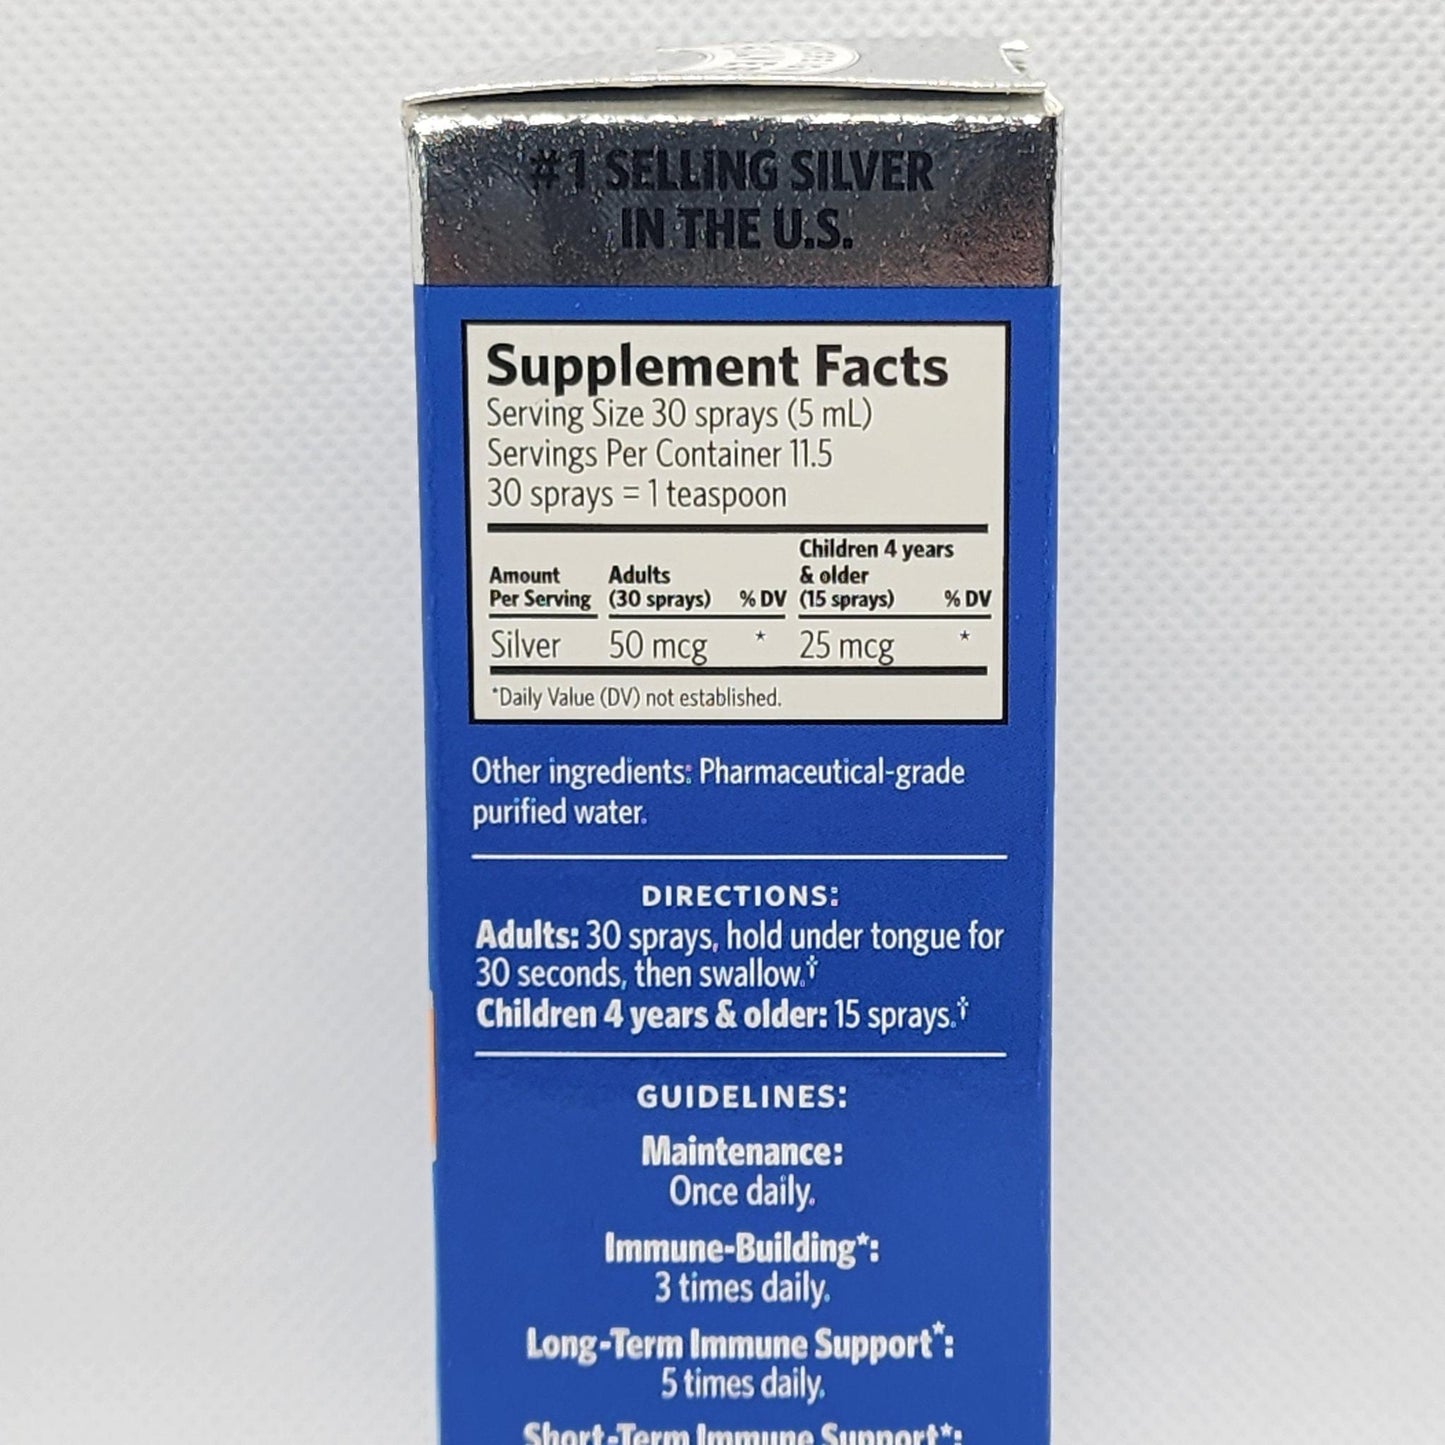 #1 SELLING SILVER
IN THE U.S.
Supplement Facts
Serving Size 30 sprays (5 mL)
Servings Per Container 11.5
30 sprays = 1 teaspoon
Amount Per Serving
Adults (30 sprays)
% DV
Children 4 years & older (15 sprays)
% DV
Silver 50 mcg * 25 mcg *
*Daily Value (DV) not established.
Other ingredients: Pharmaceutical-grade
purified water.
DIRECTIONS:
Adults: 30 sprays, hold under tongue for
30 seconds, then swallow.†
Children 4 years & older: 15 sprays.†
GUIDELINES:
Maintenance:
Once daily.
Immune-Building*:
3 times daily.
Long-Term Immune Support*:
5 times daily.
Short-Term Immune Support*: